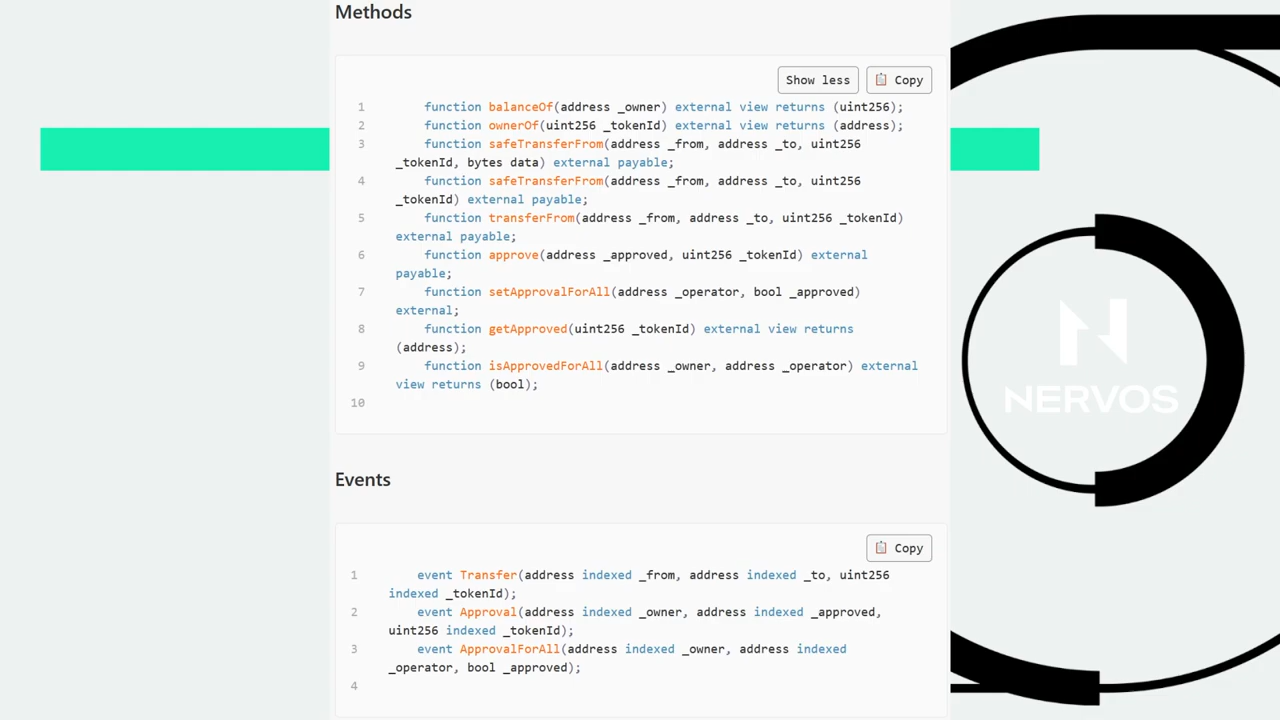 Methods
Show less
Copy
1 function balanceOf(address _owner) external view returns (uint256);
2 function ownerOf(uint256 _tokenId) external view returns (address);
3 function safeTransferFrom(address _from, address _to, uint256
_tokenId, bytes data) external payable;
4 function safeTransferFrom(address _from, address _to, uint256
_tokenId) external payable;
5 function transferFrom(address _from, address _to, uint256 _tokenId)
external payable;
6 function approve(address _approved, uint256 _tokenId) external
payable;
7 function setApprovalForAll(address _operator, bool _approved)
external;
8 function getApproved(uint256 _tokenId) external view returns
(address);
9 function isApprovedForAll(address _owner, address _operator) external
view returns (bool);
10
NERVOS
Events
Copy
1 event Transfer(address indexed _from, address indexed _to, uint256
indexed _tokenId);
2 event Approval(address indexed _owner, address indexed _approved,
uint256 indexed _tokenId);
3 event ApprovalForAll(address indexed _owner, address indexed
_operator, bool _approved);
4